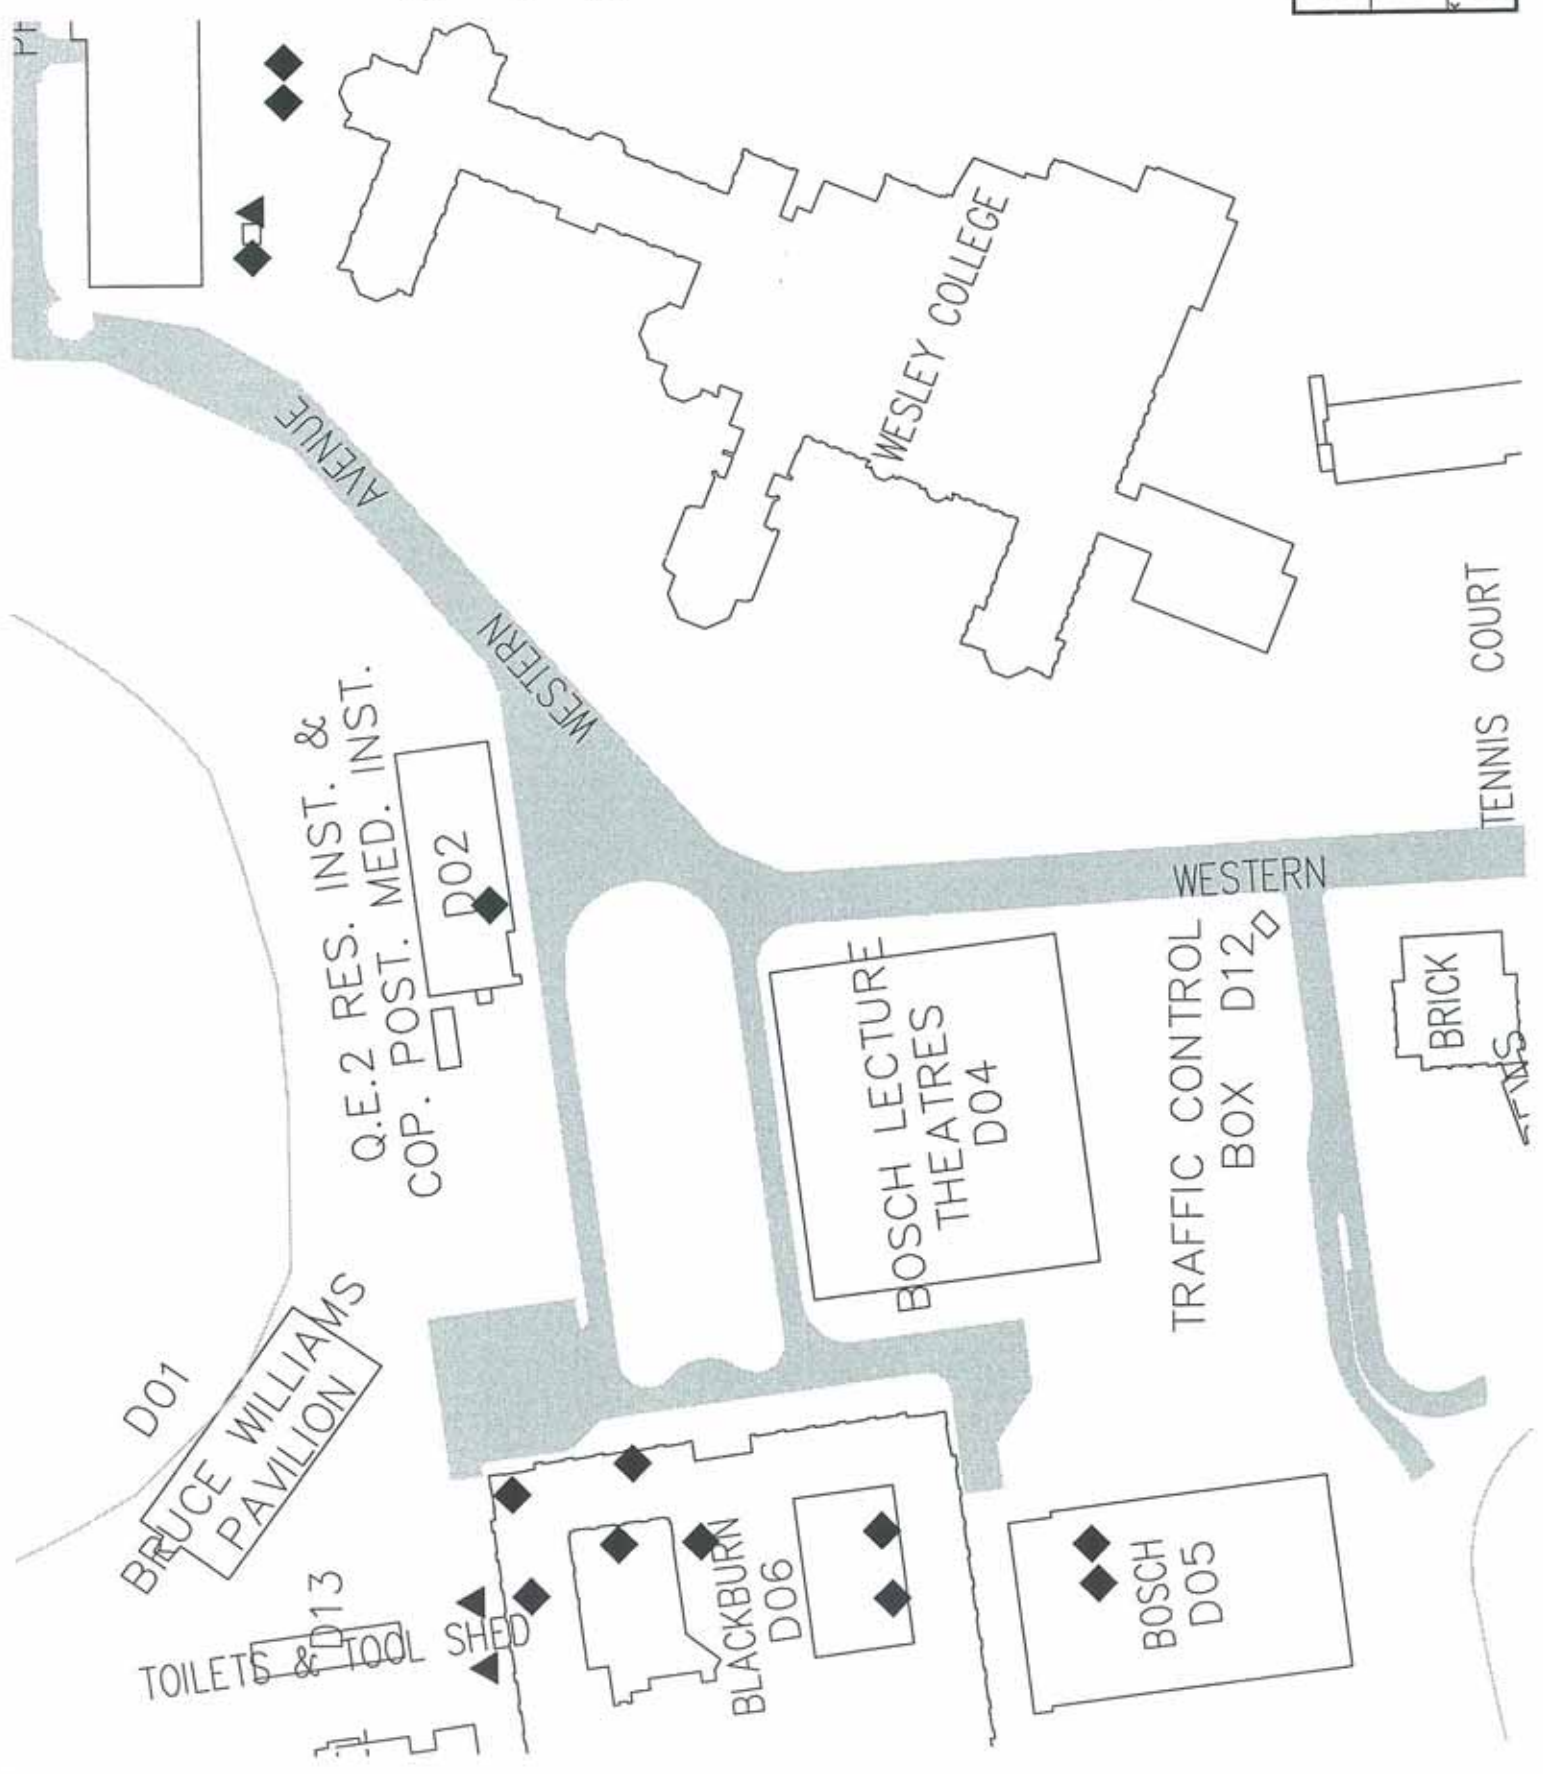 AVENUE
WESTERN
WESLEY COLLEGE
Q.E.2 RES. INST. &
COP. POST. MED. INST.
D02
TENNIS COURT
WESTERN
BOSCH LECTURE
THEATRES
D04
TRAFFIC CONTROL
BOX D12
BRICK
D01
BRUCE WILLIAMS
PAVILION
D13
TOILETS & TOOL SHED
BLACKBURN
D06
BOSCH
D05